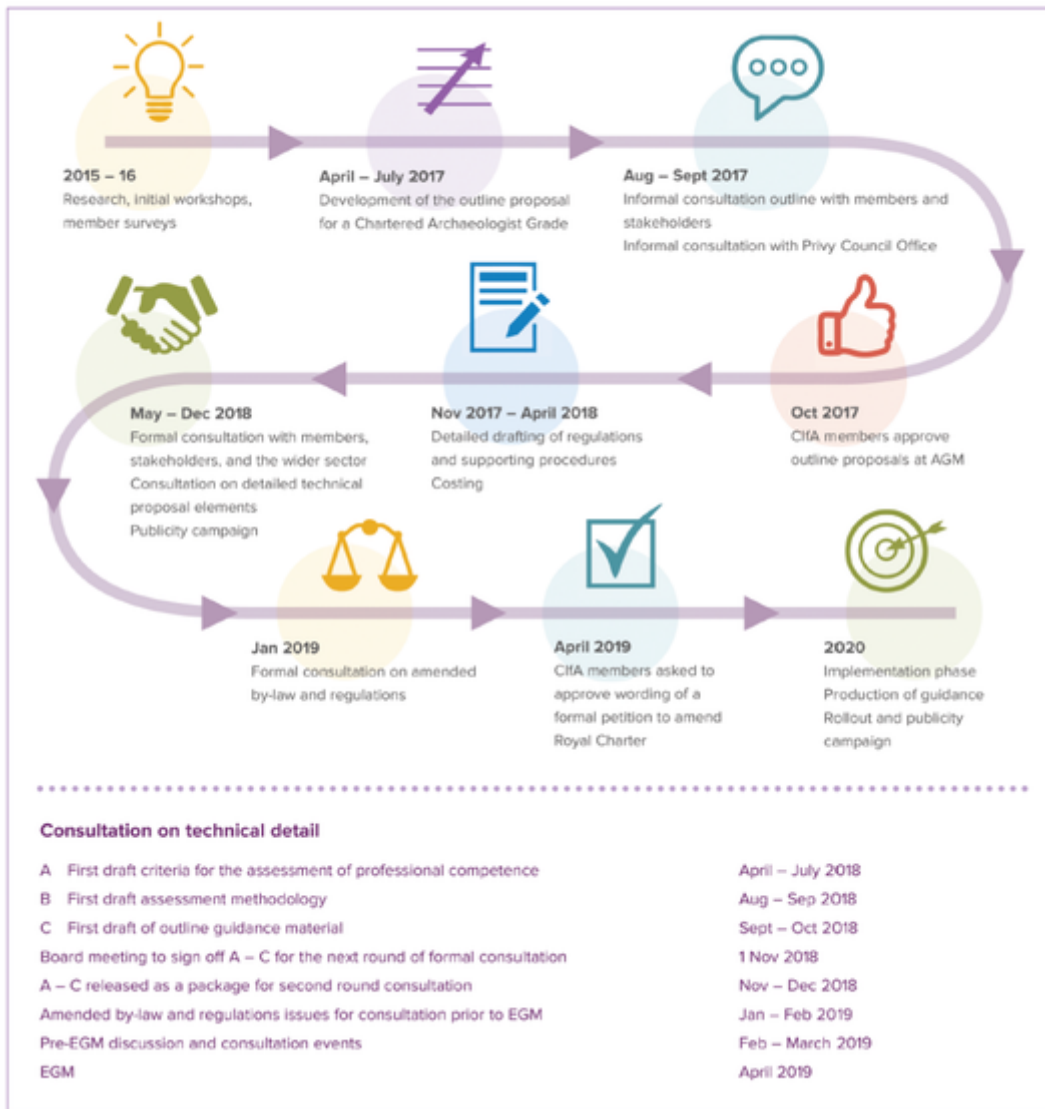 2015 – 16
Research, initial workshops,
member surveys
April – July 2017
Development of the outline proposal
for a Chartered Archaeologist Grade
Aug – Sept 2017
Informal consultation outline with members and
stakeholders
Informal consultation with Privy Council Office
Oct 2017
CIfA members approve
outline proposals at AGM
Nov 2017 – April 2018
Detailed drafting of regulations
and supporting procedures
Costing
May – Dec 2018
Formal consultation with members,
stakeholders, and the wider sector
Consultation on detailed technical
proposal elements
Publicity campaign
Jan 2019
Formal consultation on amended
by-law and regulations
April 2019
CIfA members asked to
approve wording of a
formal petition to amend
Royal Charter
2020
Implementation phase
Production of guidance
Rollout and publicity
campaign
Consultation on technical detail
A First draft criteria for the assessment of professional competence April – July 2018
B First draft assessment methodology Aug – Sep 2018
C First draft of outline guidance material Sept – Oct 2018
Board meeting to sign off A – C for the next round of formal consultation 1 Nov 2018
A – C released as a package for second round consultation Nov – Dec 2018
Amended by-law and regulations issues for consultation prior to EGM Jan – Feb 2019
Pre-EGM discussion and consultation events Feb – March 2019
EGM April 2019